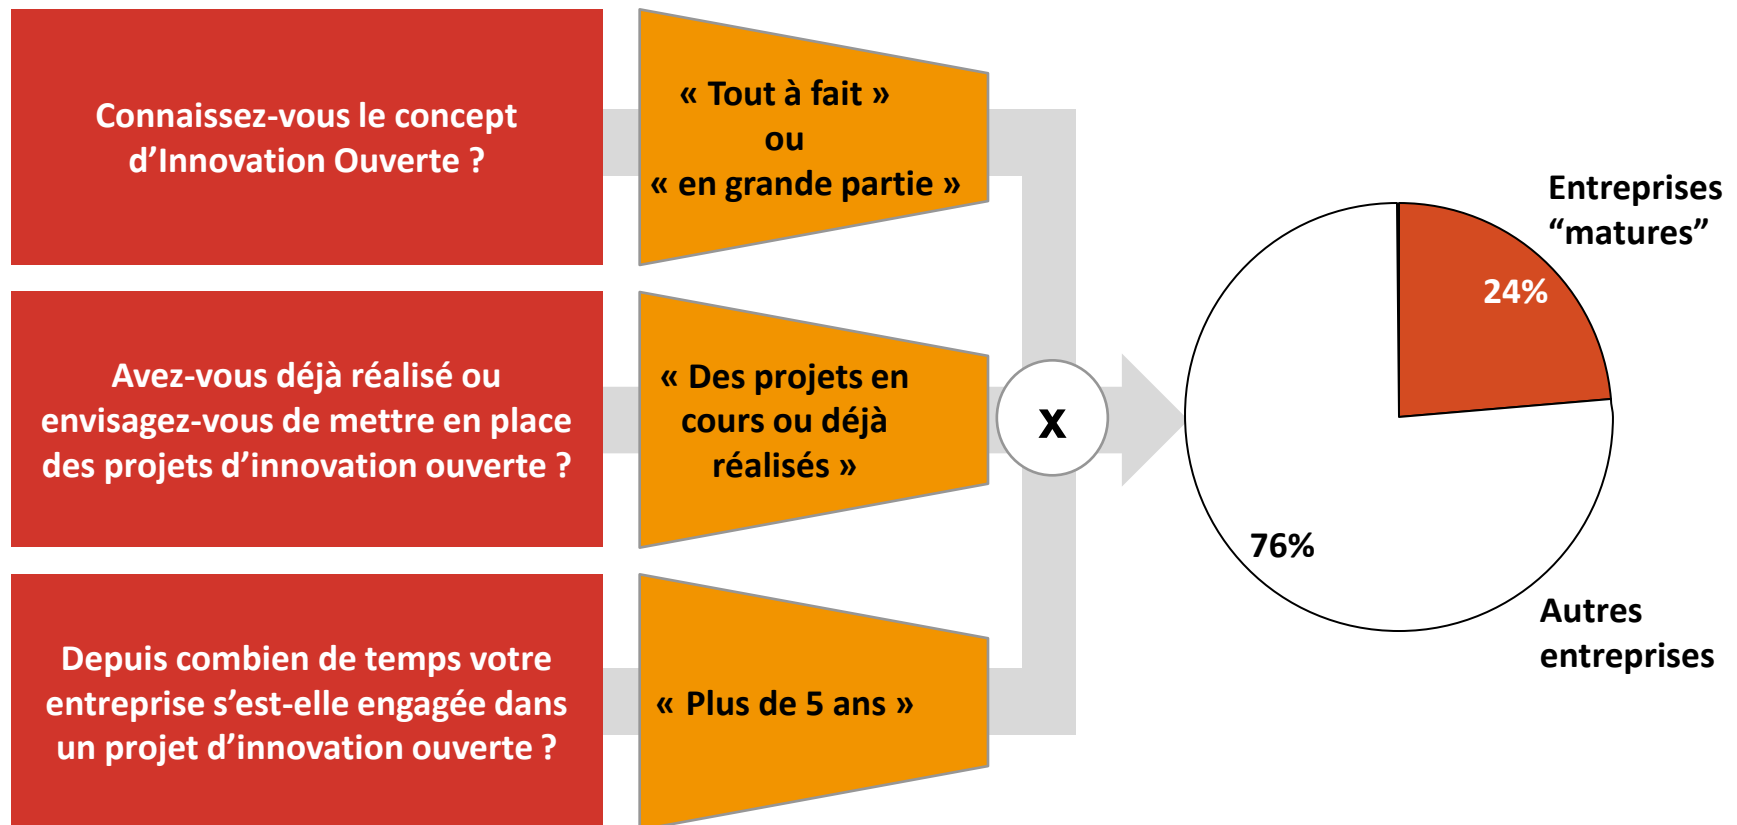 Connaissez-vous le concept
d’Innovation Ouverte ?
« Tout à fait »
ou
« en grande partie »
Avez-vous déjà réalisé ou
envisagez-vous de mettre en place
des projets d’innovation ouverte ?
« Des projets en
cours ou déjà
réalisés »
Depuis combien de temps votre
entreprise s’est-elle engagée dans
un projet d’innovation ouverte ?
« Plus de 5 ans »
x
Entreprises
“matures”
24%
76%
Autres
entreprises